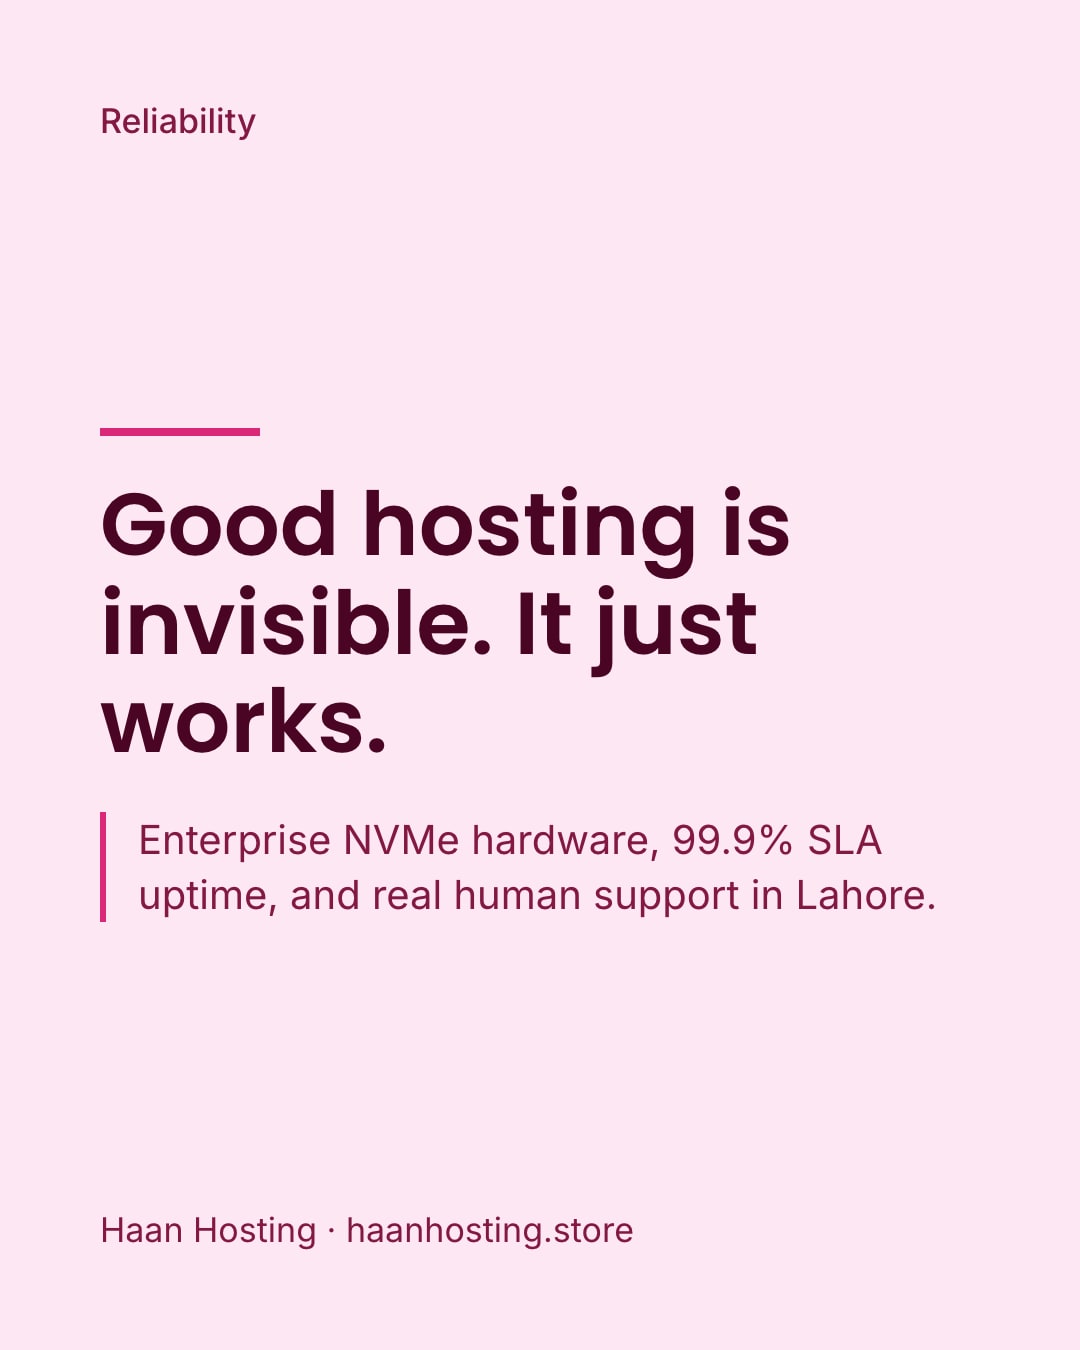 Reliability
Good hosting is
invisible. It just
works.
Enterprise NVMe hardware, 99.9% SLA
uptime, and real human support in Lahore.
Haan Hosting · haanhosting.store